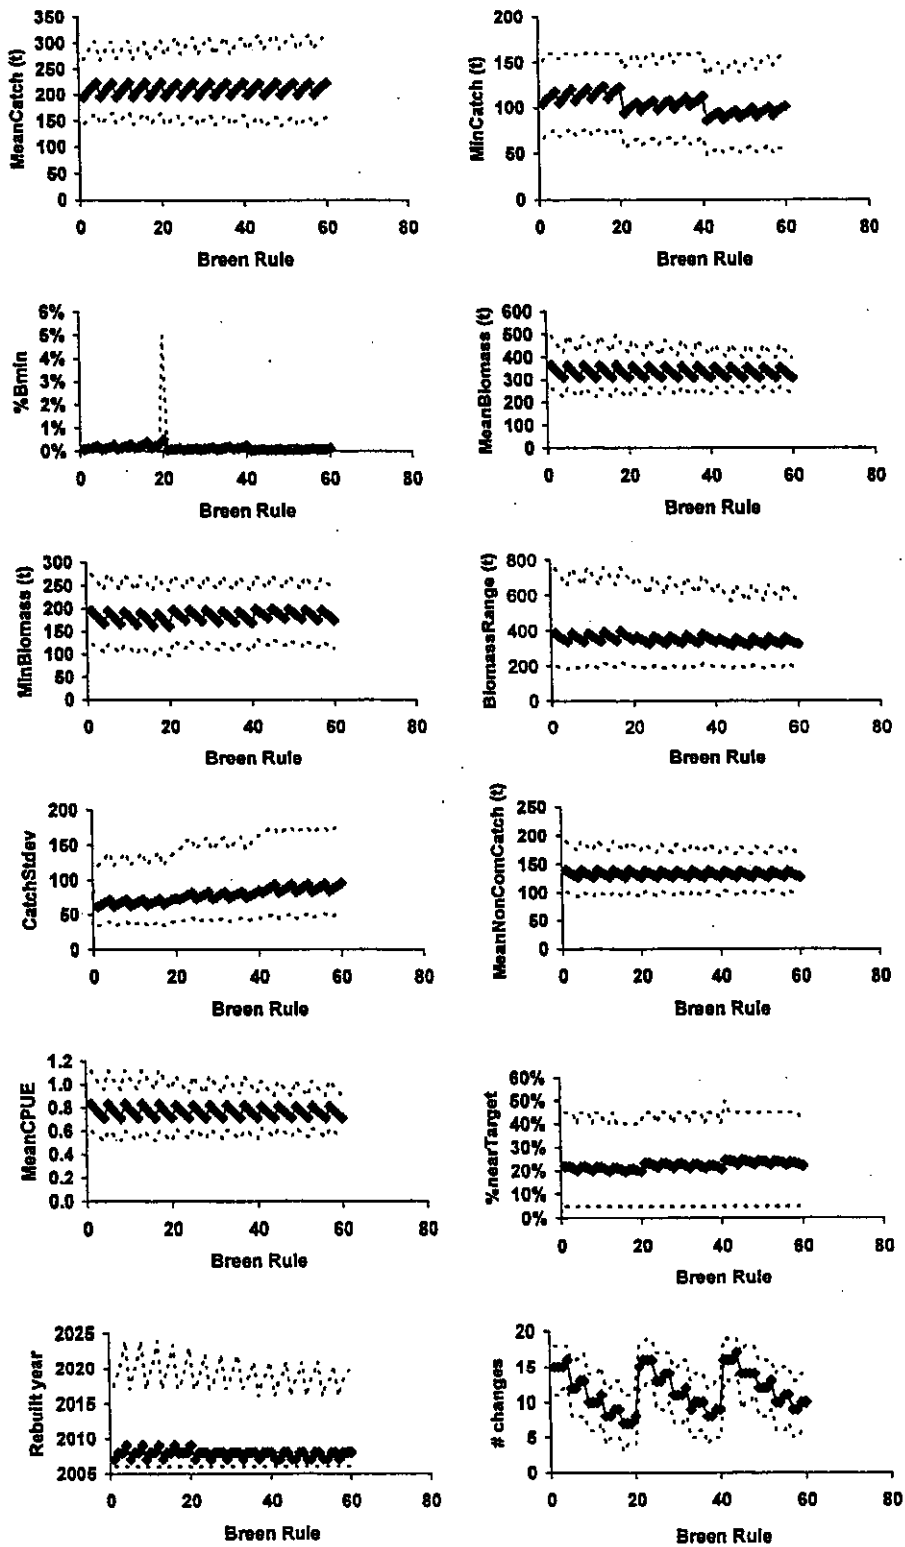 MeanCatch (t)
350
300
250
200
150
100
50
0
0 20 40 60 80
Breen Rule
MinCatch (t)
200
150
100
50
0
0 20 40 60 80
Breen Rule
%Bmin
6%
5%
4%
3%
2%
1%
0%
0 20 40 60 80
Breen Rule
MeanBiomass (t)
600
500
400
300
200
100
0
0 20 40 60 80
Breen Rule
MinBiomass (t)
300
250
200
150
100
50
0
0 20 40 60 80
Breen Rule
BiomassRange (t)
800
600
400
200
0
0 20 40 60 80
Breen Rule
CatchStdev
200
150
100
50
0
0 20 40 60 80
Breen Rule
MeanNonComCatch (t)
250
200
150
100
50
0
0 20 40 60 80
Breen Rule
MeanCPUE
1.2
1.0
0.8
0.6
0.4
0.2
0.0
0 20 40 60 80
Breen Rule
%nearTarget
60%
50%
40%
30%
20%
10%
0%
0 20 40 60 80
Breen Rule
Rebuilt year
2025
2020
2015
2010
2005
0 20 40 60 80
Breen Rule
# changes
20
15
10
5
0
0 20 40 60 80
Breen Rule